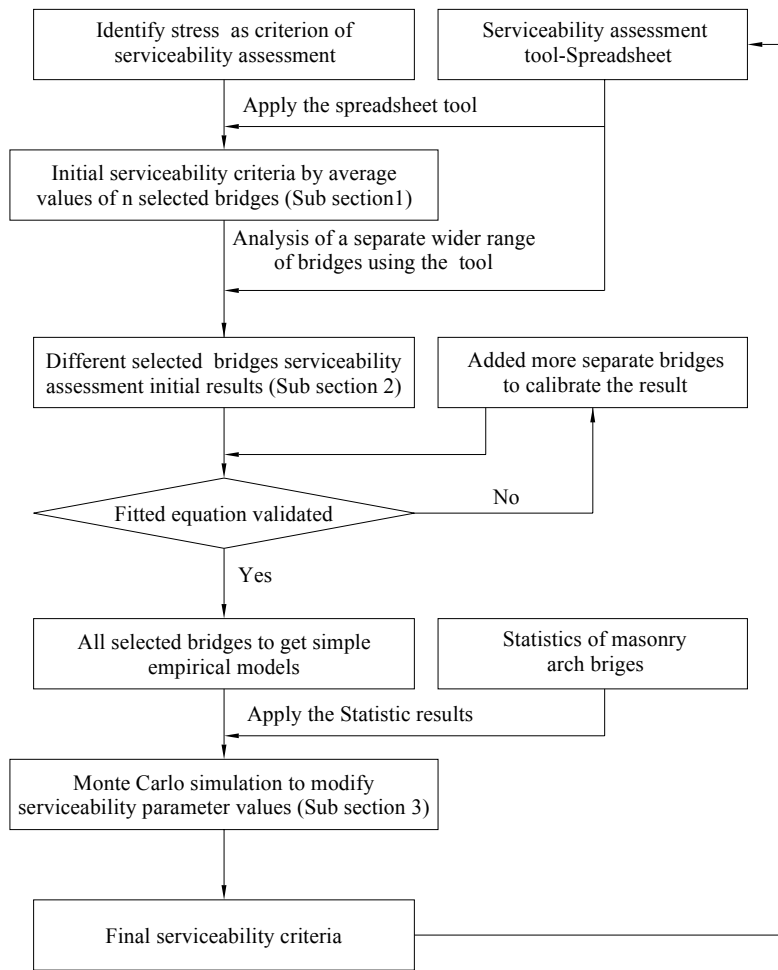 Identify stress as criterion of
serviceability assessment
Serviceability assessment
tool-Spreadsheet
Apply the spreadsheet tool
Initial serviceability criteria by average
values of n selected bridges (Sub section1)
Analysis of a separate wider range
of bridges using the tool
Different selected bridges serviceability
assessment initial results (Sub section 2)
Added more separate bridges
to calibrate the result
Fitted equation validated
No
Yes
All selected bridges to get simple
empirical models
Statistics of masonry
arch briges
Apply the Statistic results
Monte Carlo simulation to modify
serviceability parameter values (Sub section 3)
Final serviceability criteria